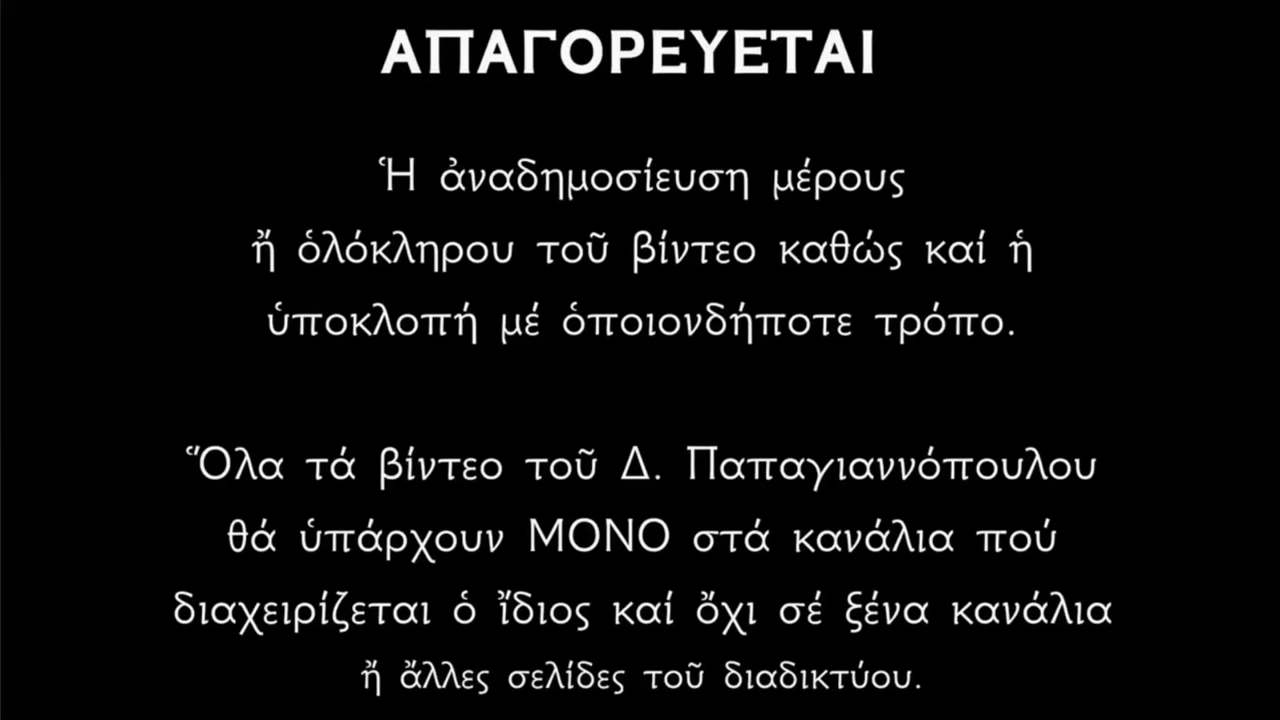 ΑΠΑΓΟΡΕΥΕΤΑΙ
Ἡ ἀναδημοσίευση μέρους
ἤ ὁλόκληρου τοῦ βίντεο καθώς καί ἡ
ὑποκλοπή μέ ὁποιονδήποτε τρόπο.
Ὅλα τά βίντεο τοῦ Δ. Παπαγιαννόπουλου
θά ὑπάρχουν ΜΟΝΟ στά κανάλια πού
διαχειρίζεται ὁ ἴδιος καί ὄχι σέ ξένα κανάλια
ἤ ἄλλες σελίδες τοῦ διαδικτύου.